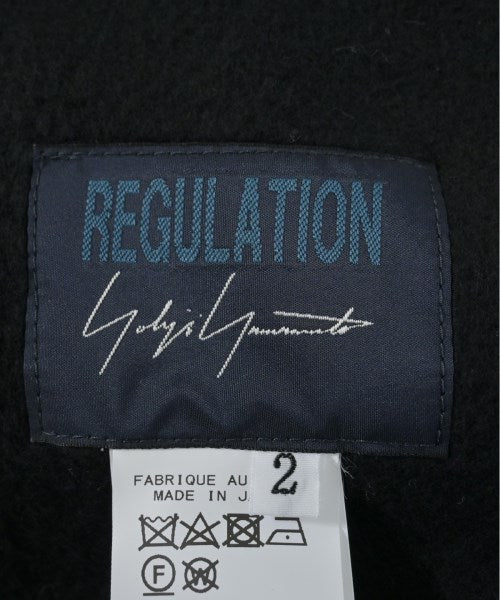 REGULATION
Yohji Yamamoto
2
FABRIQUE AU
MADE IN J
F
W